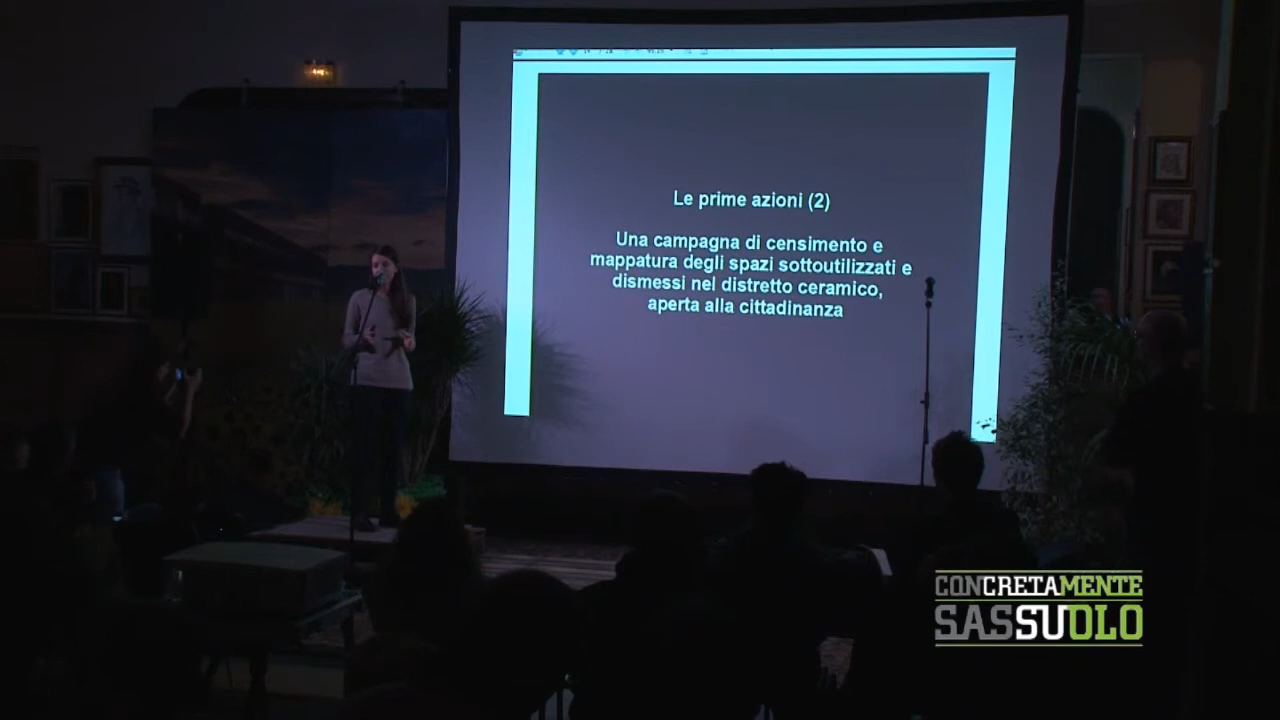 Le prime azioni (2)
Una campagna di censimento e
mappatura degli spazi sottoutilizzati e
dismessi nel distretto ceramico,
aperta alla cittadinanza
CONCRETAMENTE
SASSUOLO